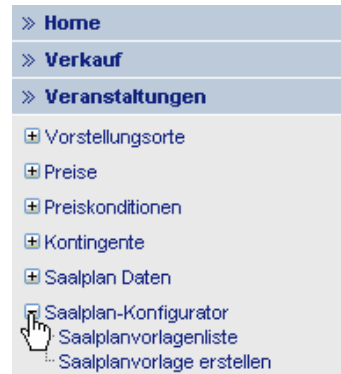 » Home
» Verkauf
» Veranstaltungen
Vorstellungsorte
Preise
Preiskonditionen
Kontingente
Saalplan Daten
Saalplan-Konfigurator
Saalplanvorlagenliste
Saalplanvorlage erstellen